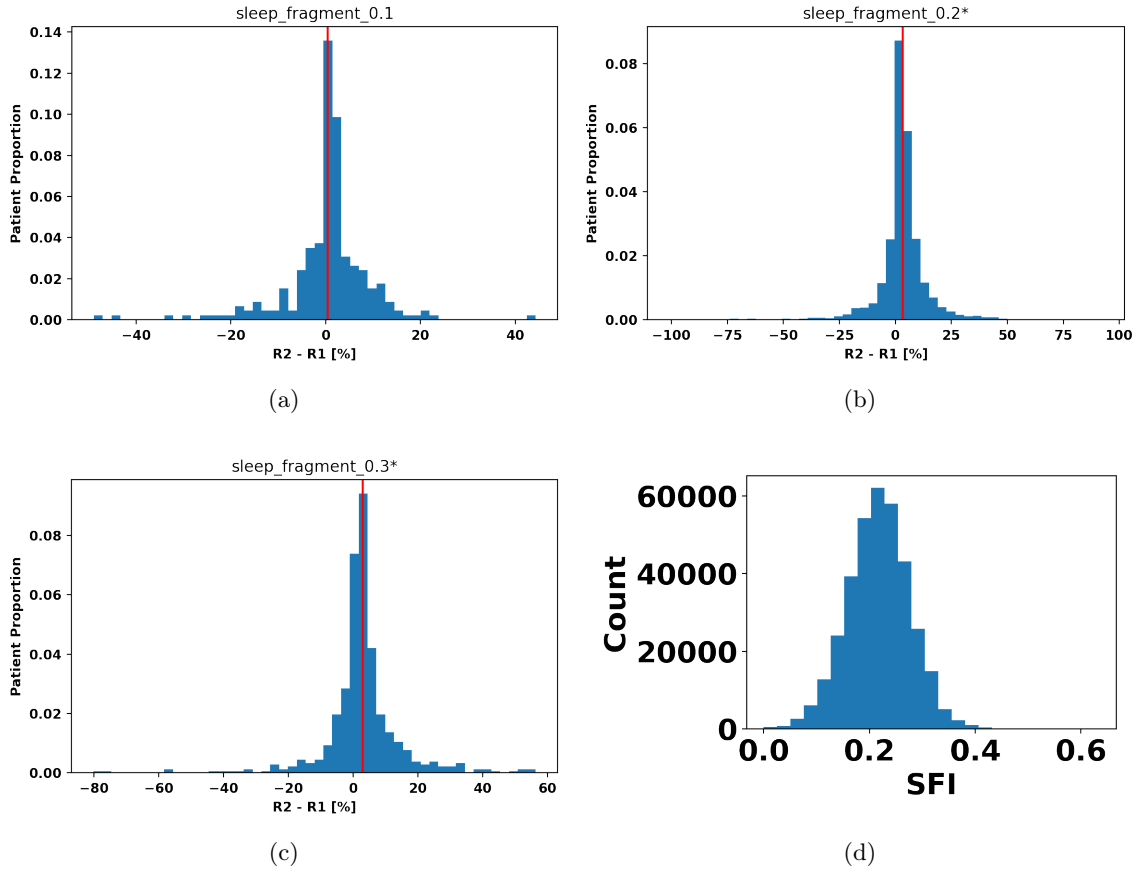 sleep_fragment_0.1
Patient Proportion
0.14
0.12
0.10
0.08
0.06
0.04
0.02
0.00
−40 −20 0 20 40
R2 - R1 [%]
(a)
sleep_fragment_0.2*
Patient Proportion
0.08
0.06
0.04
0.02
0.00
−100 −75 −50 −25 0 25 50 75 100
R2 - R1 [%]
(b)
sleep_fragment_0.3*
Patient Proportion
0.08
0.06
0.04
0.02
0.00
−80 −60 −40 −20 0 20 40 60
R2 - R1 [%]
(c)
Count
60000
40000
20000
0
0.0 0.2 0.4 0.6
SFI
(d)